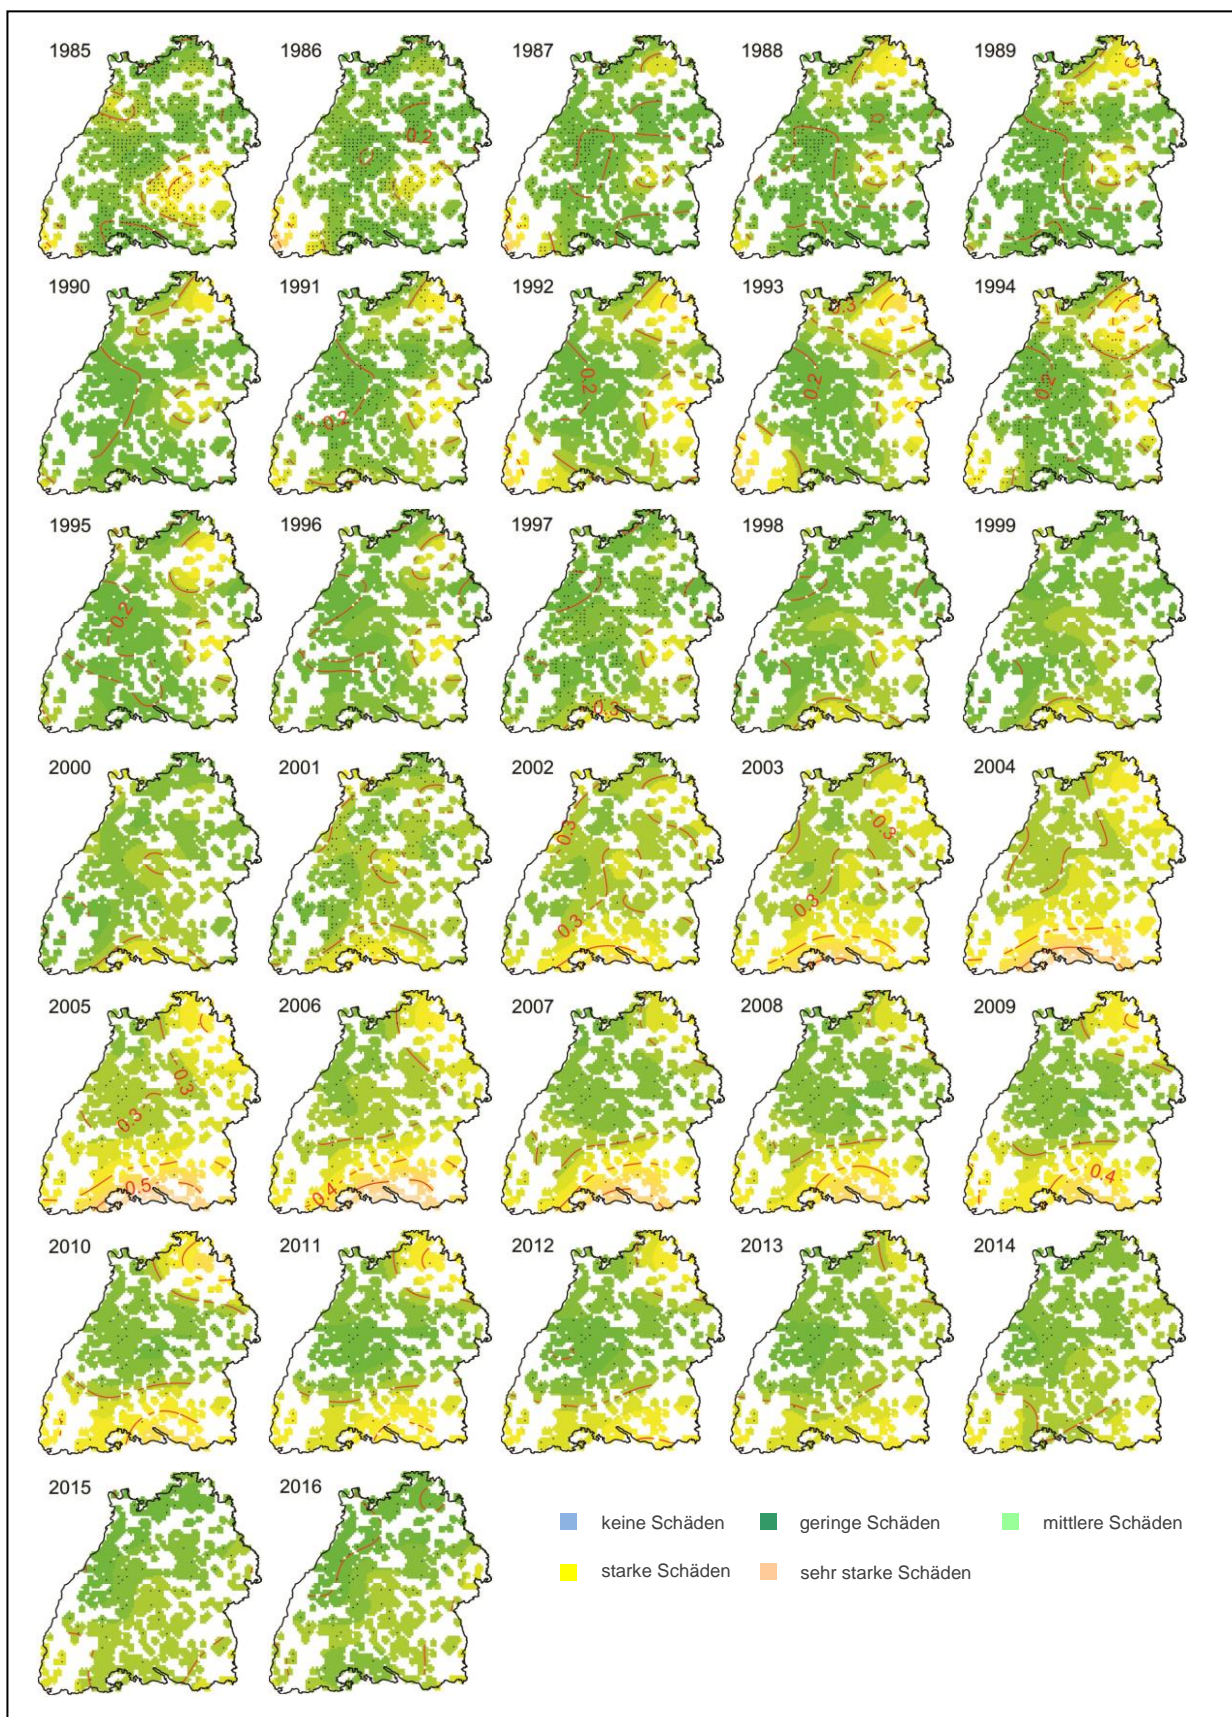 1985 1986 1987 1988 1989
0.2
1990 1991 1992 1993 1994
0.3
0.2 0.2 0.2 0.2
1995 1996 1997 1998 1999
0.2
0.3
2000 2001 2002 2003 2004
0.3 0.3
0.3 0.3
2005 2006 2007 2008 2009
0.3
0.3
0.5 0.4 0.4
2010 2011 2012 2013 2014
2015 2016
keine Schäden geringe Schäden mittlere Schäden
starke Schäden sehr starke Schäden